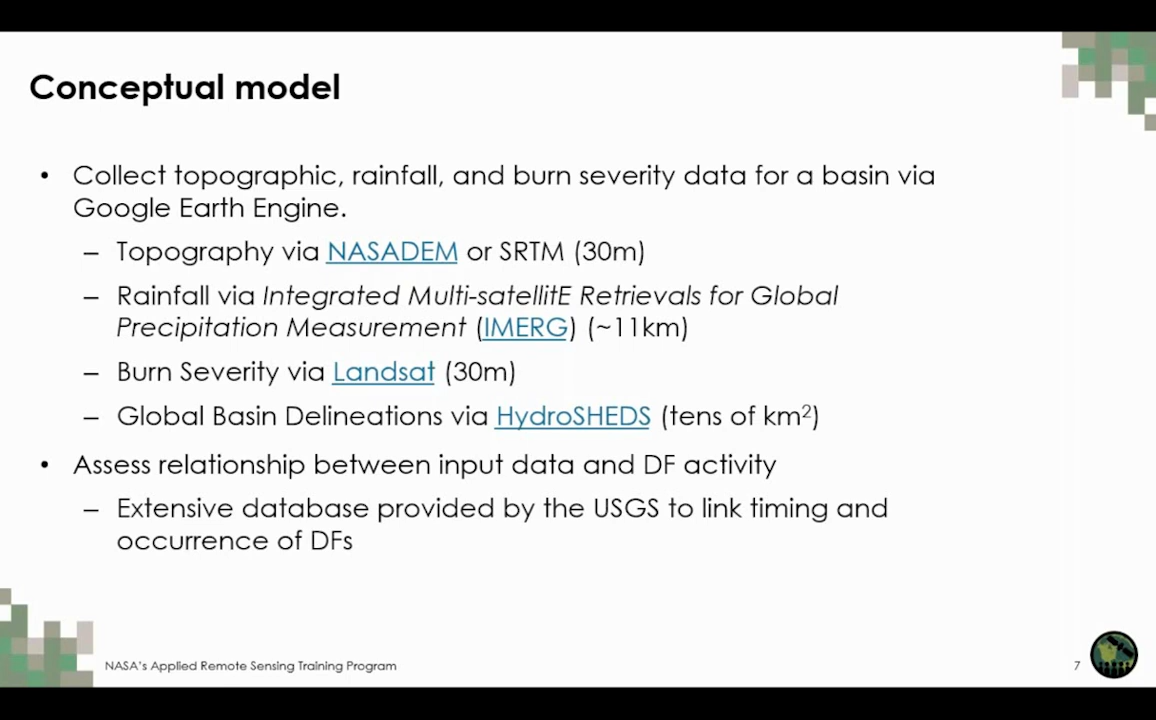 Conceptual model
• Collect topographic, rainfall, and burn severity data for a basin via
Google Earth Engine.
– Topography via NASADEM or SRTM (30m)
– Rainfall via Integrated Multi-satellitE Retrievals for Global
Precipitation Measurement (IMERG) (~11km)
– Burn Severity via Landsat (30m)
– Global Basin Delineations via HydroSHEDS (tens of km²)
• Assess relationship between input data and DF activity
– Extensive database provided by the USGS to link timing and
occurrence of DFs
NASA's Applied Remote Sensing Training Program
7